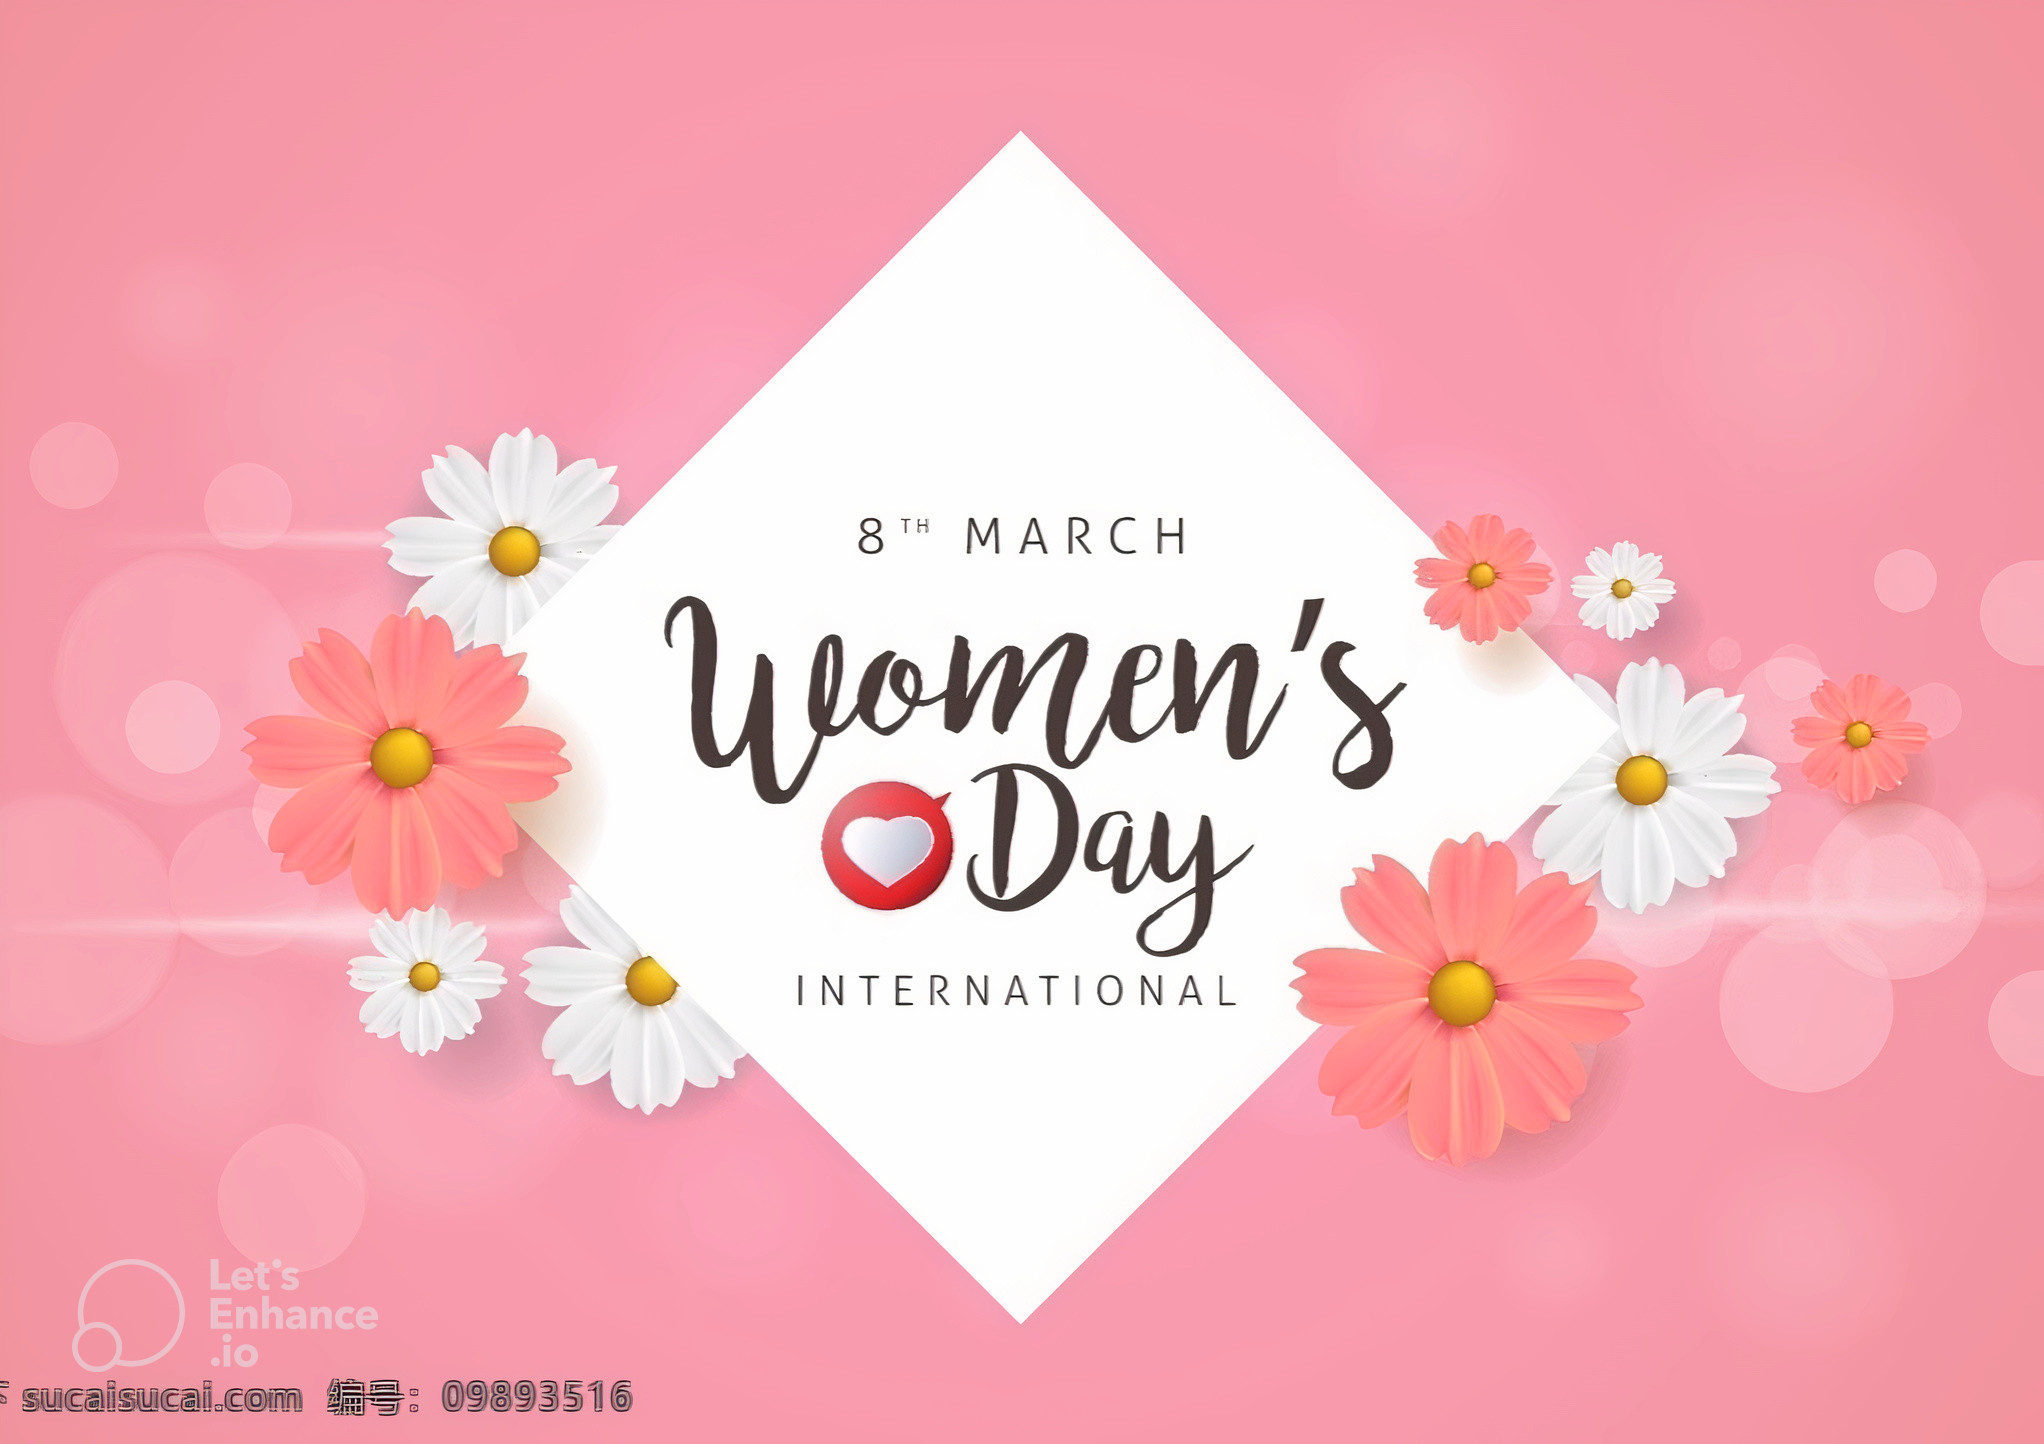 8TH MARCH
Women's
Day
INTERNATIONAL
Let's
Enhance
.io
sucaisucai.com 编号: 09893516